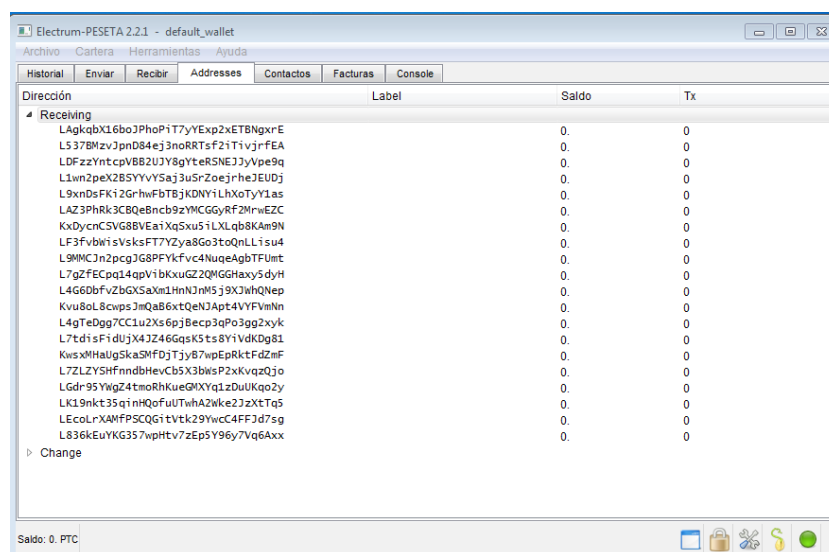 Electrum-PESETA 2.2.1 - default_wallet
Archivo Cartera Herramientas Ayuda
Historial Enviar Recibir Addresses Contactos Facturas Console
Dirección Label Saldo Tx
Receiving
LAgkqbX16boJPhoPiT7yYExp2xETBNgxrE 0. 0
L537BMzvJpnD84ej3noRRTsf2iTivjrfEA 0. 0
LDFzzYntcpVBB2UJY8gYteRSNEJJyVpe9q 0. 0
L1wn2peX2BSYYvYSaj3uSrZoejrheJEUDj 0. 0
L9xnDsFKi2GrhwFbTBjKDNYiLhXoTyY1as 0. 0
LAZ3PhRk3CBQeBncb9zYMCGGyRf2MrwEZC 0. 0
KxDycnCSVG8BVEaiXqSxu5iLXLqb8KAm9N 0. 0
LF3fvbWisVsksFT7YZya8Go3toQnLLisu4 0. 0
L9MMCJn2pcgJG8PFYkfvc4NuqeAgbTFUmt 0. 0
L7gZfECpq14qpVibKxuGZ2QMGGHaxy5dyH 0. 0
L4G6DbfvZbGXSaXm1HnNJnM5j9XJWhQNep 0. 0
Kvu8oL8cwpsJmQaB6xtQeNJApt4VYFVmNn 0. 0
L4gTeDgg7CC1u2Xs6pjBecp3qPo3gg2xyk 0. 0
L7tdisFidUjX4JZ46GqsK5ts8YiVdKDg81 0. 0
KwsxMHaUgSkaSMfDjTjyB7wpEpRktFdZmF 0. 0
L7ZLZYSHfnndbHevCb5X3bWsP2xKvqzQjo 0. 0
LGdr95YWgZ4tmoRhKueGMXYq1zDuUKqo2y 0. 0
LK19nkt35qinHQofuUTwhA2Wke2JzXtTq5 0. 0
LEcoLrXAMfPSCQGitVtk29YwcC4FFJd7sg 0. 0
L836kEuYKG357wpHtv7zEp5Y96y7Vq6Axx 0. 0
Change
Saldo: 0. PTC